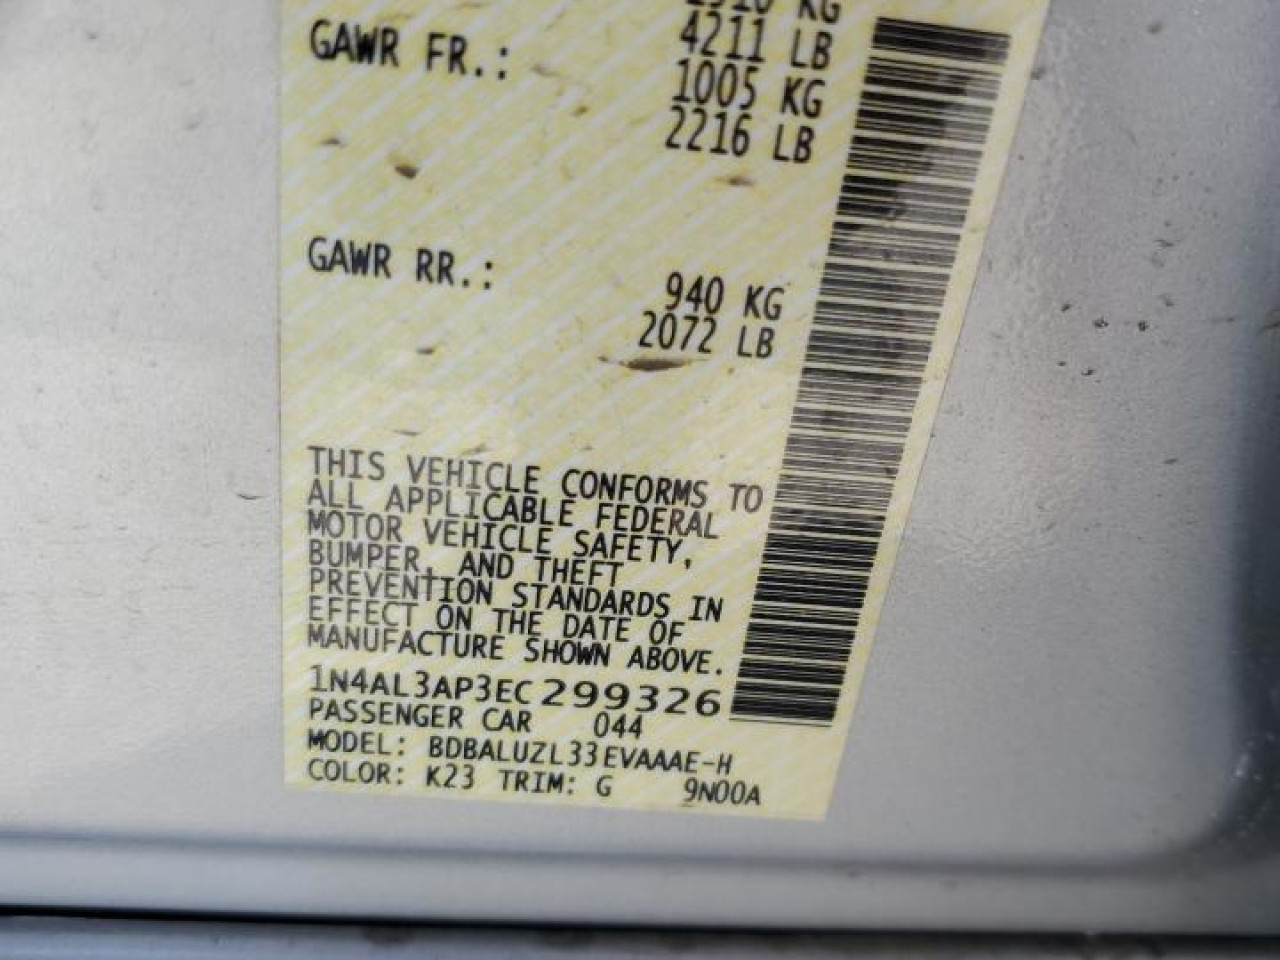 4211 LB
GAWR FR.: 1005 KG
2216 LB
GAWR RR.: 940 KG
2072 LB
THIS VEHICLE CONFORMS TO
ALL APPLICABLE FEDERAL
MOTOR VEHICLE SAFETY,
BUMPER, AND THEFT
PREVENTION STANDARDS IN
EFFECT ON THE DATE OF
MANUFACTURE SHOWN ABOVE.
1N4AL3AP3EC299326
PASSENGER CAR 044
MODEL: BDBALUZL33EVAAAE-H
COLOR: K23 TRIM: G 9N00A